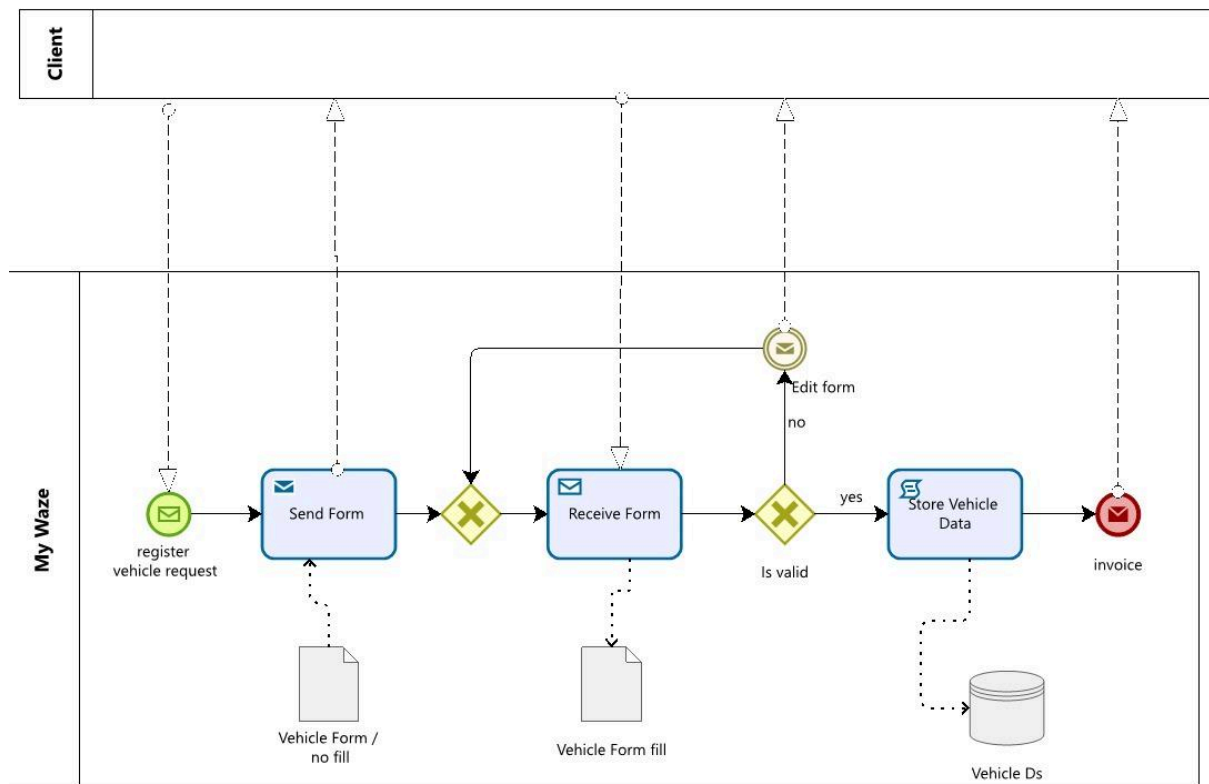 Client
My Waze
Edit form
no
Send Form
Receive Form
yes
Store Vehicle
Data
register
vehicle request
Is valid
invoice
Vehicle Form /
no fill
Vehicle Form fill
Vehicle Ds